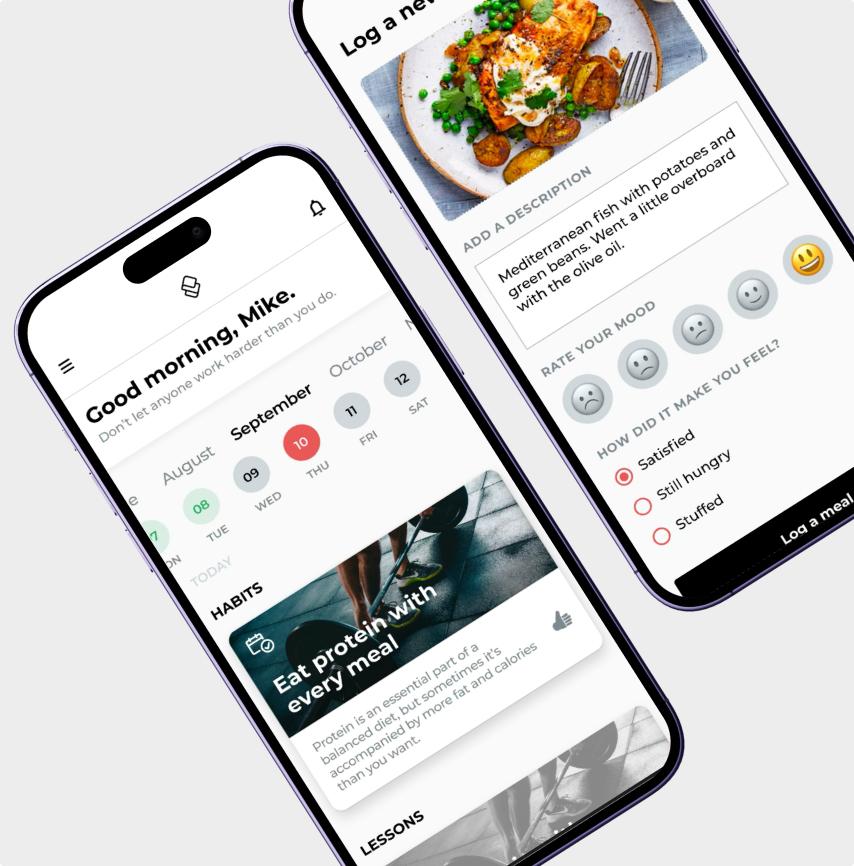 Good morning, Mike.
Don't let anyone work harder than you do.
August September October
08 09 10 11 12
TUE WED THU FRI SAT
TODAY
HABITS
Eat protein with
every meal
Protein is an essential part of a
balanced diet, but sometimes it's
accompanied by more fat and calories
than you want.
LESSONS
Log a
ADD A DESCRIPTION
Mediterranean fish with potatoes and
green beans. Went a little overboard
with the olive oil.
RATE YOUR MOOD
HOW DID IT MAKE YOU FEEL?
Satisfied
Still hungry
Stuffed
Log a meal